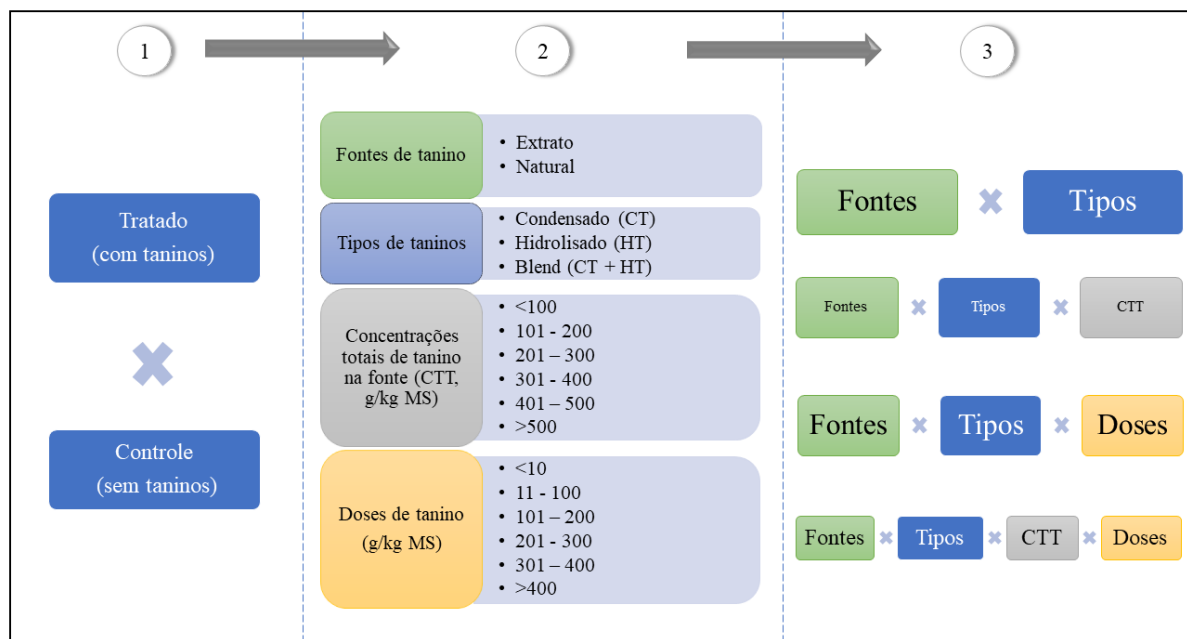 1
2
3
Tratado
(com taninos)
Controle
(sem taninos)
Fontes de tanino
• Extrato
• Natural
Tipos de taninos
• Condensado (CT)
• Hidrolisado (HT)
• Blend (CT + HT)
Concentrações
totais de tanino
na fonte (CTT,
g/kg MS)
• <100
• 101 - 200
• 201 – 300
• 301 - 400
• 401 – 500
• >500
Doses de tanino
(g/kg MS)
• <10
• 11 - 100
• 101 – 200
• 201 - 300
• 301 – 400
• >400
Fontes Tipos
Fontes Tipos CTT
Fontes Tipos Doses
Fontes Tipos CTT Doses